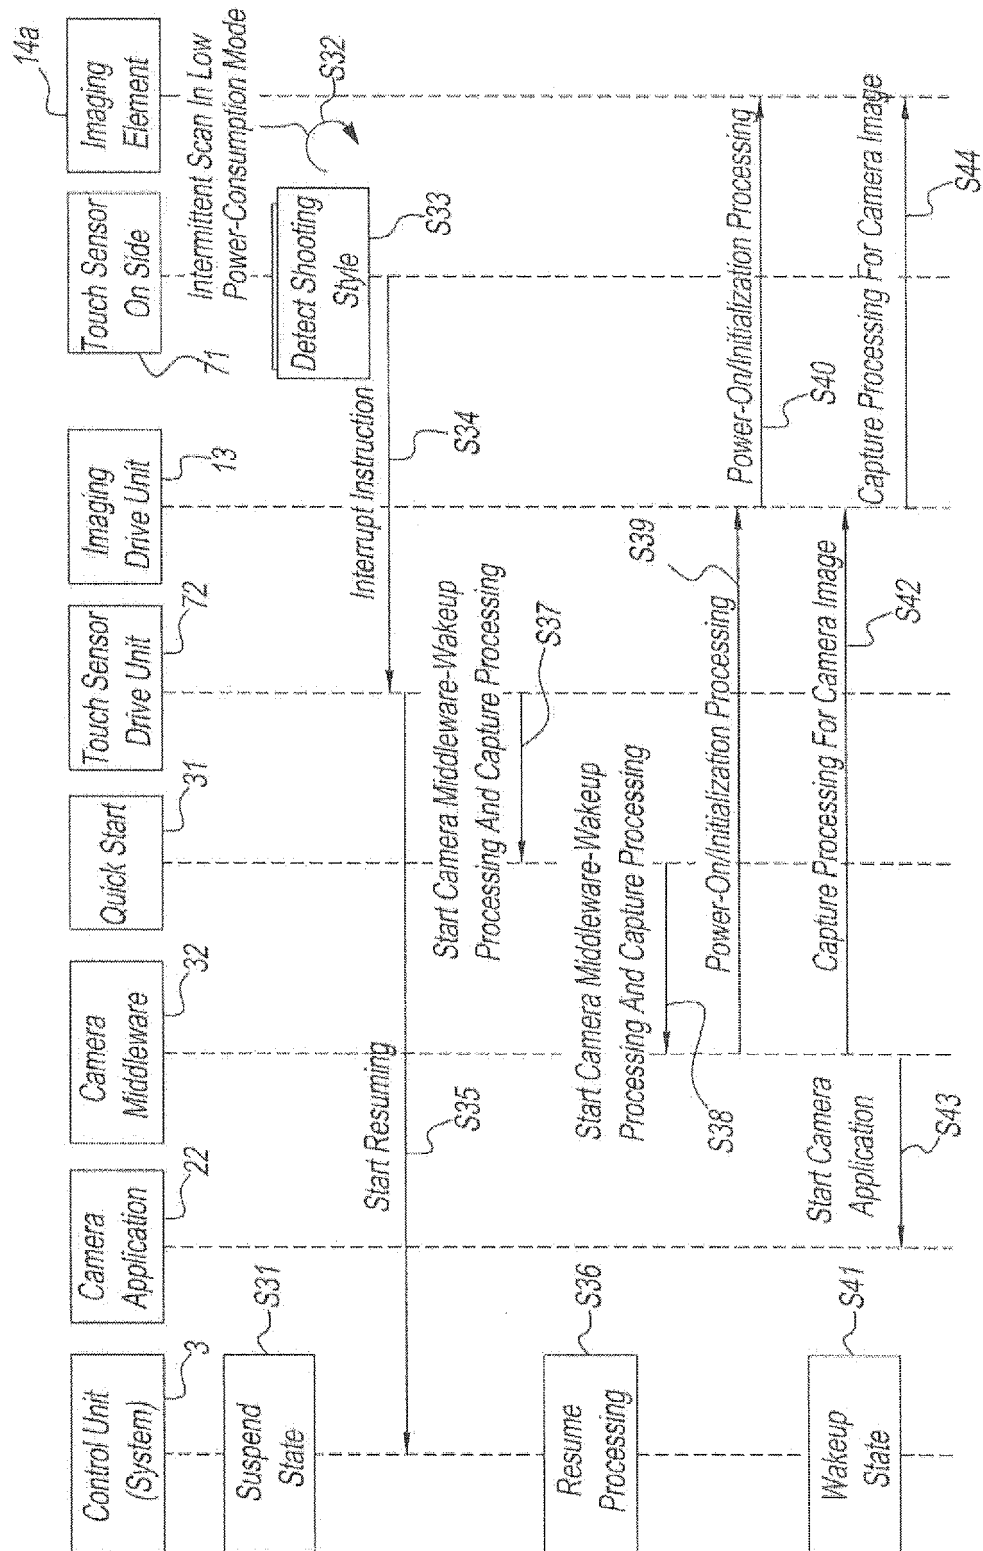 Control Unit
(System)
3
Camera
Application
22
Camera
Middleware
32
Quick Start
31
Touch Sensor
Drive Unit
72
Imaging
Drive Unit
13
Touch Sensor
On Side
71
Imaging
Element
14a
Suspend
State
S31
Intermittent Scan In Low
Power-Consumption Mode
S32
Detect Shooting
Style
S33
Interrupt Instruction
S34
Start Resuming
S35
Resume
Processing
S36
Start Camera Middleware-Wakeup
Processing And Capture Processing
S37
Start Camera Middleware-Wakeup
Processing And Capture Processing
S38
Power-On/Initialization Processing
S39
Power-On/Initialization Processing
S40
Wakeup
State
S41
Capture Processing For Camera Image
S42
Start Camera
Application
S43
Capture Processing For Camera Image
S44